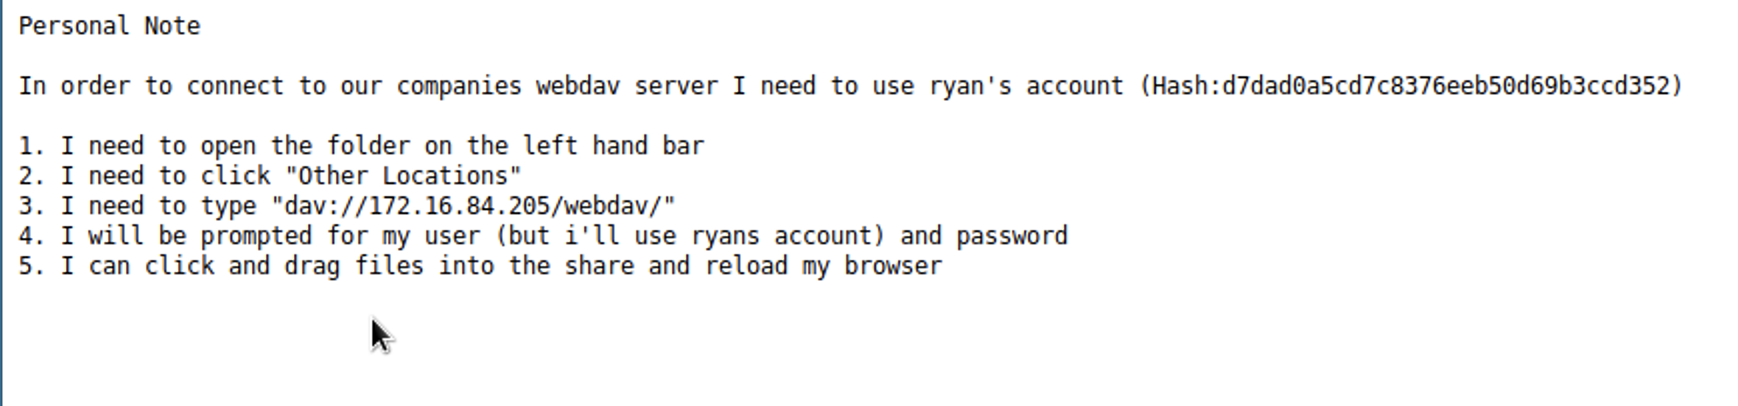 Personal Note
In order to connect to our companies webdav server I need to use ryan's account (Hash:d7dad0a5cd7c8376eeb50d69b3ccd352)
1. I need to open the folder on the left hand bar
2. I need to click "Other Locations"
3. I need to type "dav://172.16.84.205/webdav/"
4. I will be prompted for my user (but i'll use ryans account) and password
5. I can click and drag files into the share and reload my browser